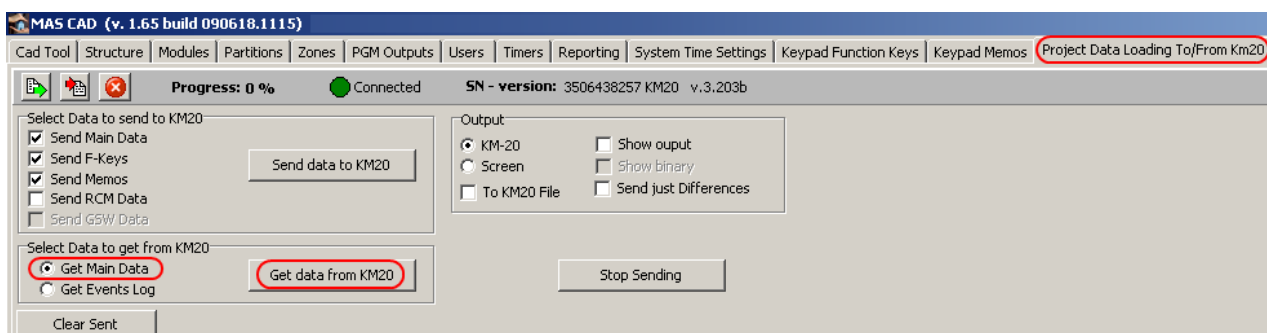 MAS CAD (v. 1.65 build 090618.1115)
Cad Tool Structure Modules Partitions Zones PGM Outputs Users Timers Reporting System Time Settings Keypad Function Keys Keypad Memos Project Data Loading To/From Km20
Progress: 0 % Connected SN - version: 3506438257 KM20 v.3.203b
Select Data to send to KM20
Send Main Data
Send F-Keys
Send Memos
Send RCM Data
Send GSW Data
Send data to KM20
Output
KM-20 Show ouput
Screen Show binary
To KM20 File Send just Differences
Select Data to get from KM20
Get Main Data
Get Events Log
Get data from KM20
Stop Sending
Clear Sent